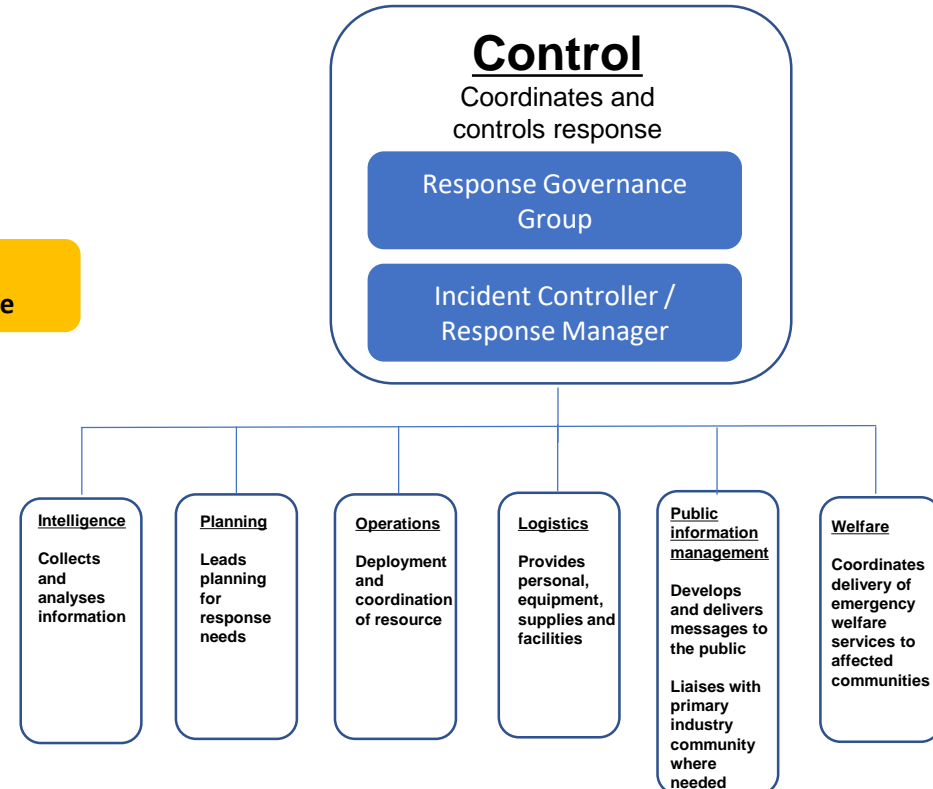 Control
Coordinates and
controls response
Response Governance
Group
Incident Controller /
Response Manager
e
Intelligence
Collects
and
analyses
information
Planning
Leads
planning
for
response
needs
Operations
Deployment
and
coordination
of resource
Logistics
Provides
personal,
equipment,
supplies and
facilities
Public
information
management
Develops
and delivers
messages to
the public
Liaises with
primary
industry
community
where
needed
Welfare
Coordinates
delivery of
emergency
welfare
services to
affected
communities